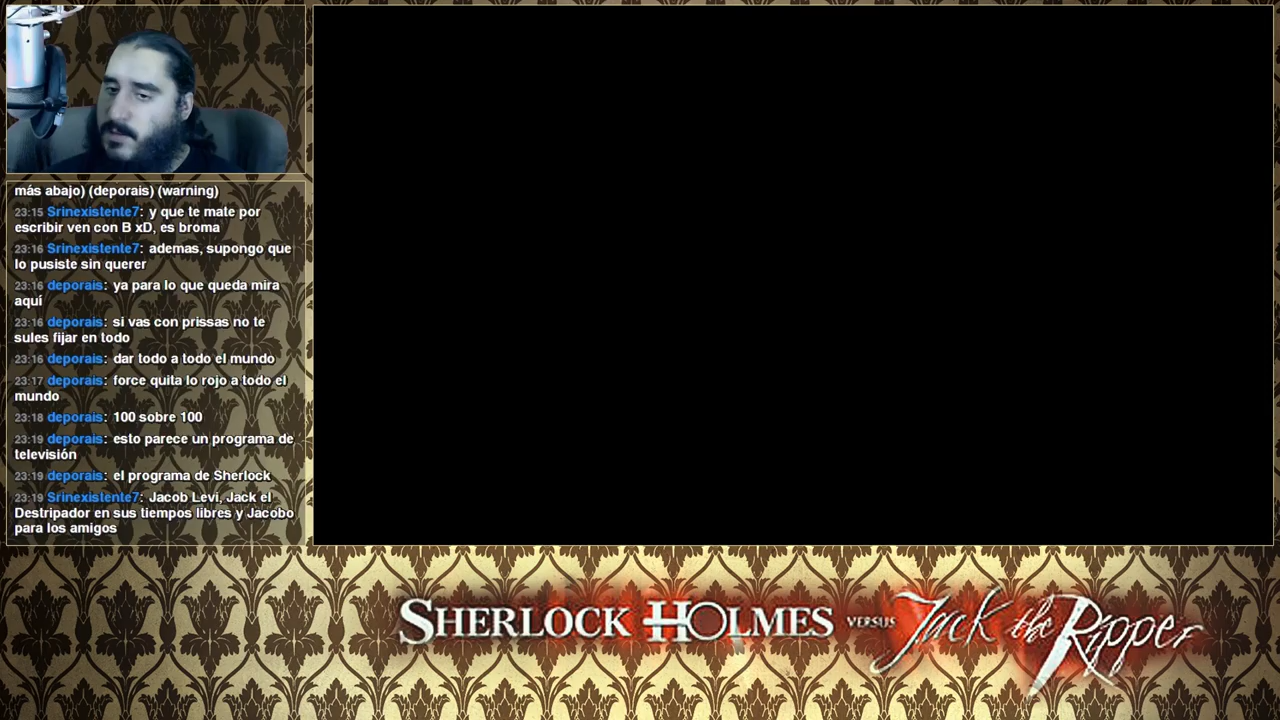 más abajo) (deporais) (warning)
23:15 Srinexistente7: y que te mate por
escribir ven con B xD, es broma
23:16 Srinexistente7: ademas, supongo que
lo pusiste sin querer
23:16 deporais: ya para lo que queda mira
aquí
23:16 deporais: si vas con prissas no te
sules fijar en todo
23:16 deporais: dar todo a todo el mundo
23:17 deporais: force quita lo rojo a todo el
mundo
23:18 deporais: 100 sobre 100
23:19 deporais: esto parece un programa de
televisión
23:19 deporais: el programa de Sherlock
23:19 Srinexistente7: Jacob Levi, Jack el
Destripador en sus tiempos libres y Jacobo
para los amigos
SHERLOCK HOLMES VERSUS Jack the Ripper